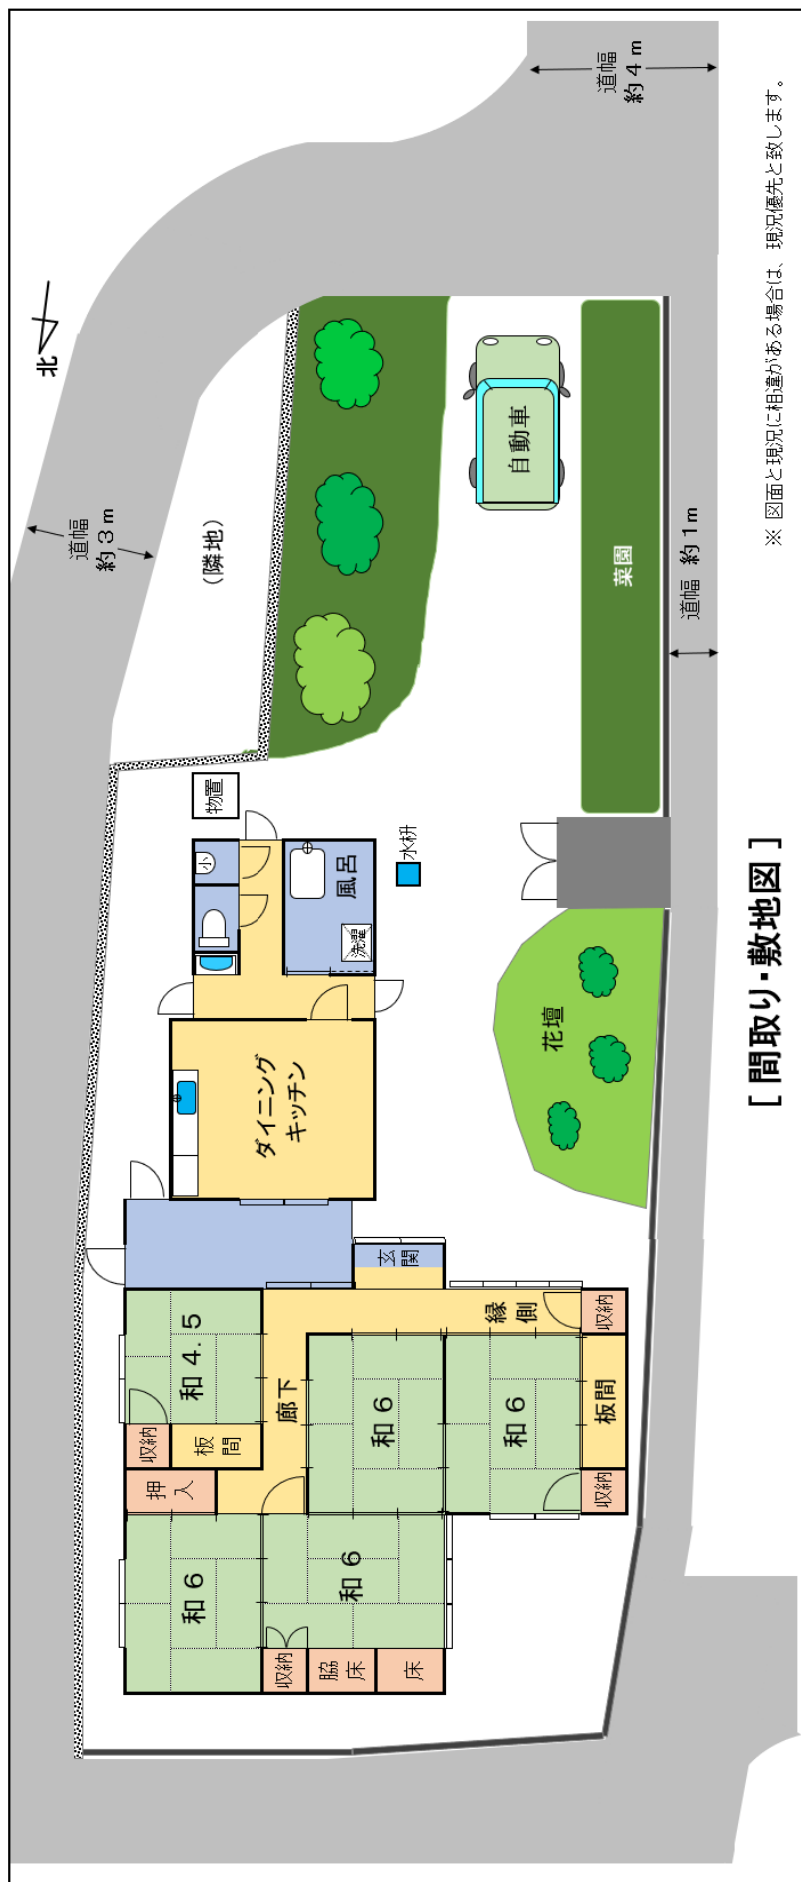 [ 間取り・敷地図 ]
※ 図面と現況に相違がある場合は、現況優先と致します。
北
道幅
約３ｍ
(隣地)
道幅
約４ｍ
道幅 約１ｍ
自動車
菜園
花壇
物置
水枡
小
風呂
洗濯
ダイニング
キッチン
玄
関
縁
側
廊下
和４.５
収納
板
間
押
入
和６
和６
収納
脇
床
床
和６
和６
収納
板間
収納